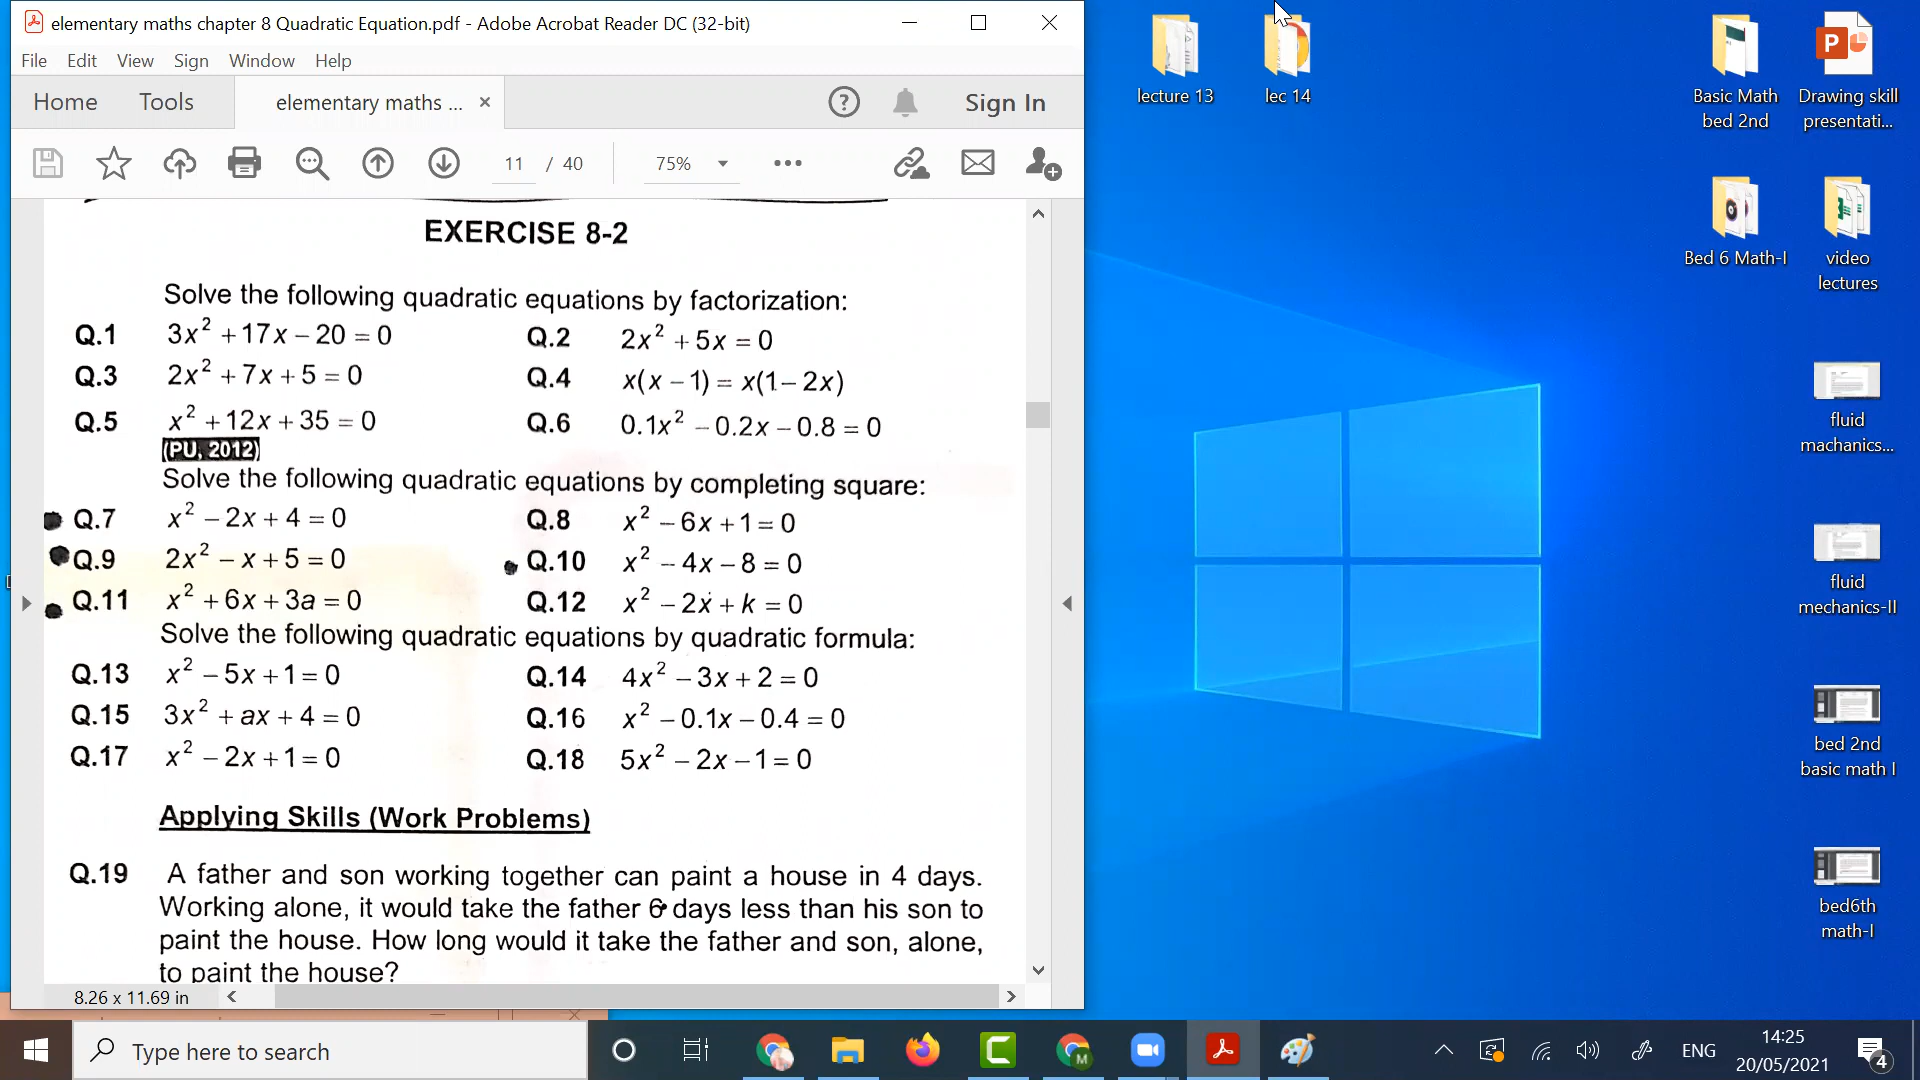 elementary maths chapter 8 Quadratic Equation.pdf - Adobe Acrobat Reader DC (32-bit)
File Edit View Sign Window Help
Home Tools elementary maths ... × Sign In
11 / 40 75%
EXERCISE 8-2
Solve the following quadratic equations by factorization:
Q.1 3x² + 17x – 20 = 0 Q.2 2x² + 5x = 0
Q.3 2x² + 7x + 5 = 0 Q.4 x(x – 1) = x(1 – 2x)
Q.5 x² + 12x + 35 = 0 Q.6 0.1x² – 0.2x – 0.8 = 0
(PU, 2012)
Solve the following quadratic equations by completing square:
Q.7 x² – 2x + 4 = 0 Q.8 x² – 6x + 1 = 0
Q.9 2x² – x + 5 = 0 Q.10 x² – 4x – 8 = 0
Q.11 x² + 6x + 3a = 0 Q.12 x² – 2x + k = 0
Solve the following quadratic equations by quadratic formula:
Q.13 x² – 5x + 1 = 0 Q.14 4x² – 3x + 2 = 0
Q.15 3x² + ax + 4 = 0 Q.16 x² – 0.1x – 0.4 = 0
Q.17 x² – 2x + 1 = 0 Q.18 5x² – 2x – 1 = 0
Applying Skills (Work Problems)
Q.19 A father and son working together can paint a house in 4 days.
Working alone, it would take the father 6 days less than his son to
paint the house. How long would it take the father and son, alone,
to paint the house?
8.26 x 11.69 in
lecture 13
lec 14
Basic Math
bed 2nd
Drawing skill
presentati...
Bed 6 Math-I
video
lectures
fluid
machanics...
fluid
mechanics-II
bed 2nd
basic math I
bed6th
math-I
Type here to search
ENG
14:25
20/05/2021
4